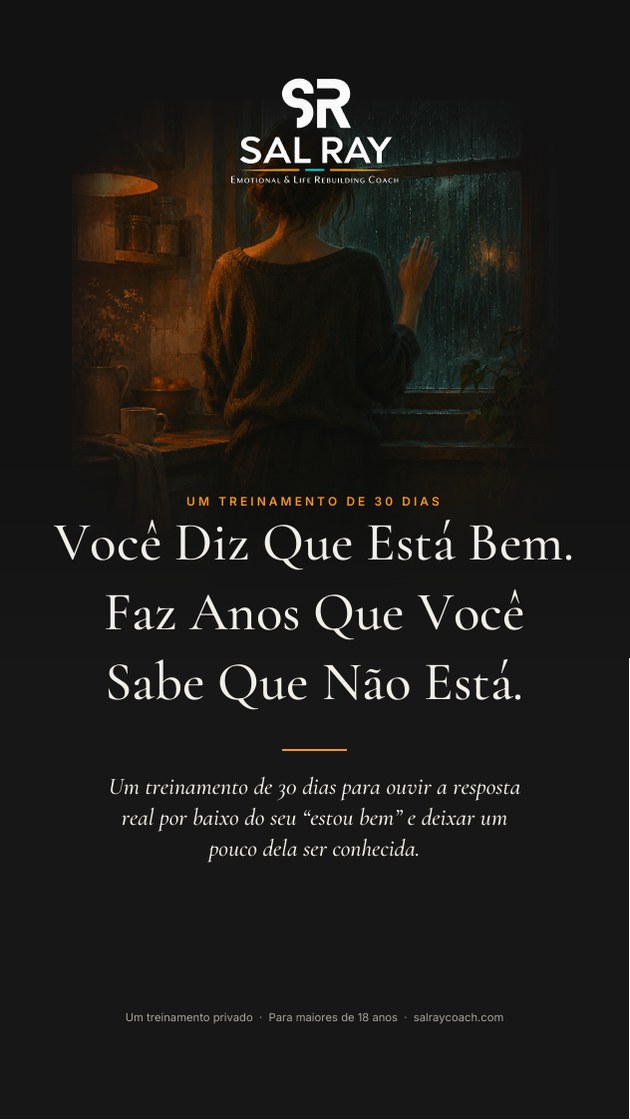 SR
SAL RAY
EMOTIONAL & LIFE REBUILDING COACH
UM TREINAMENTO DE 30 DIAS
Você Diz Que Está Bem.
Faz Anos Que Você
Sabe Que Não Está.
Um treinamento de 30 dias para ouvir a resposta
real por baixo do seu “estou bem” e deixar um
pouco dela ser conhecida.
Um treinamento privado · Para maiores de 18 anos · salraycoach.com